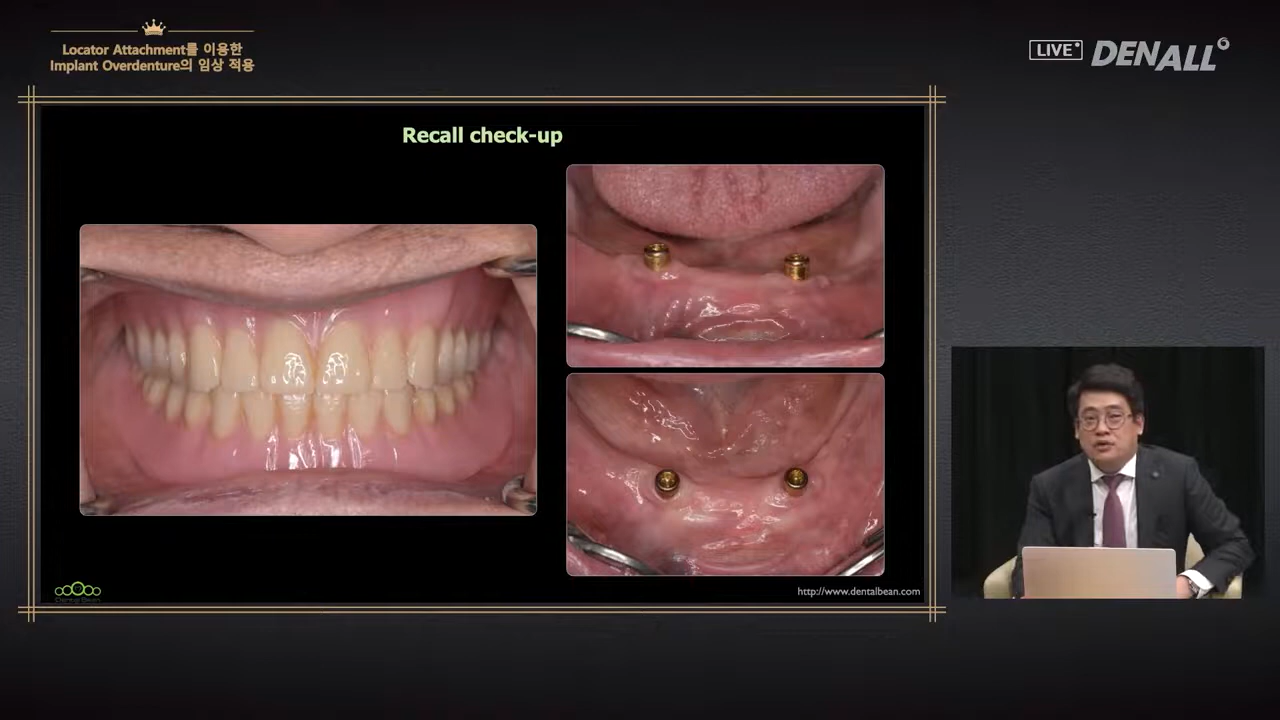 Locator Attachment를 이용한
Implant Overdenture의 임상 적용
LIVE
DENALL
Recall check-up
Dental Bean
http://www.dentalbean.com